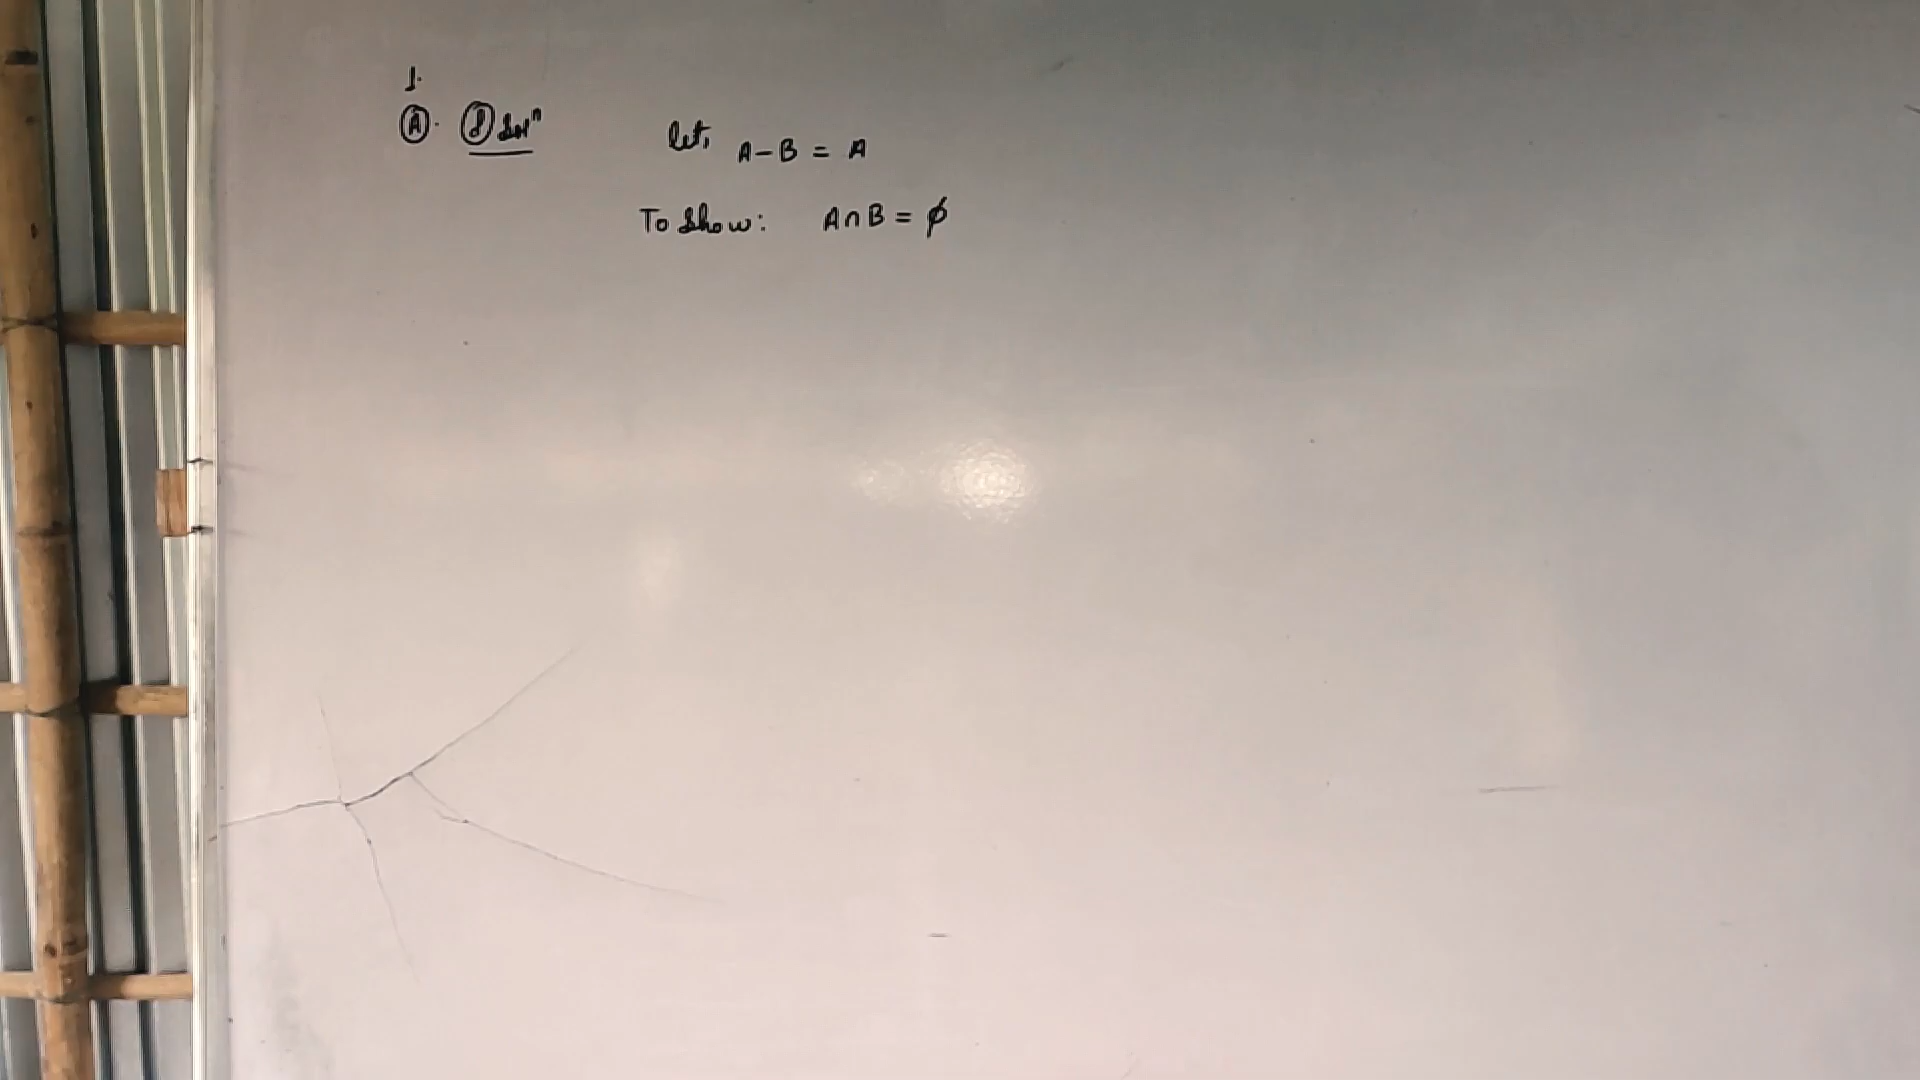 1.
Ⓐ. Ⓘ Solⁿ let, A - B = A
To Show: A ∩ B = ϕ